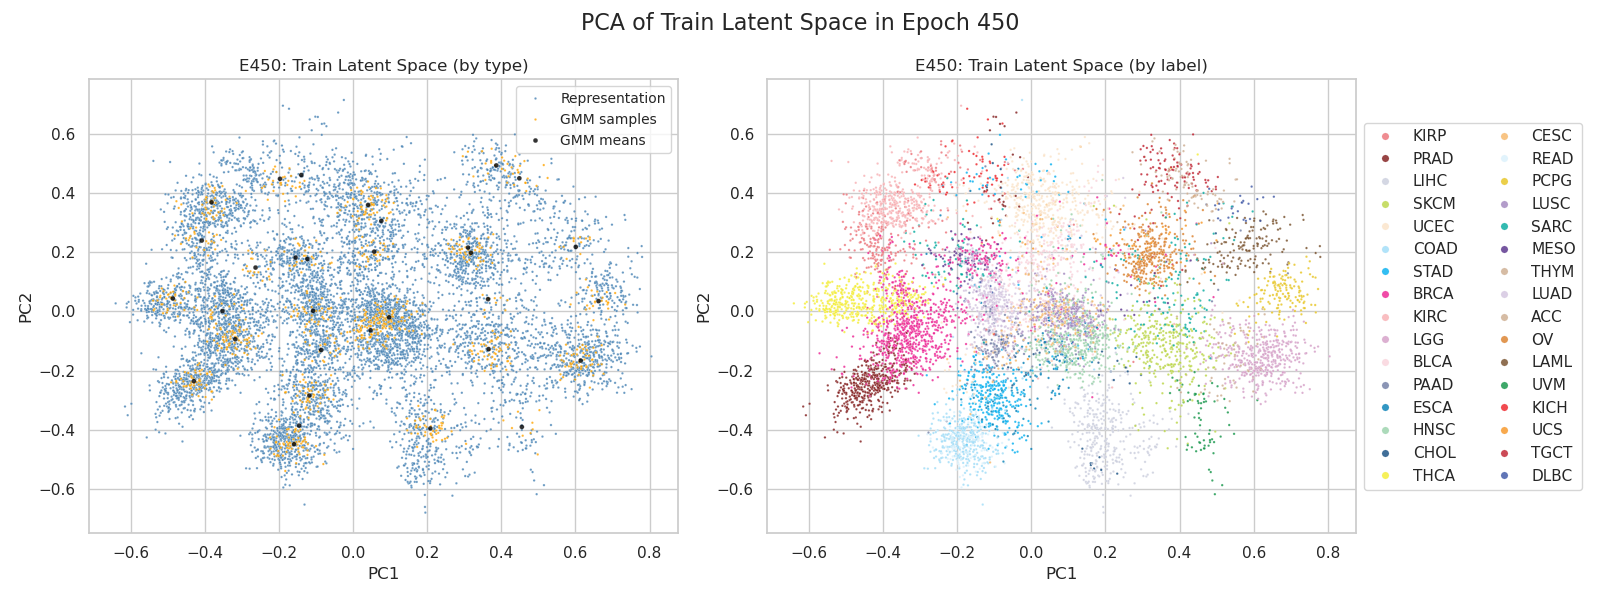 PCA of Train Latent Space in Epoch 450
E450: Train Latent Space (by type)
Representation
GMM samples
GMM means
PC2
0.6
0.4
0.2
0.0
−0.2
−0.4
−0.6
−0.6 −0.4 −0.2 0.0 0.2 0.4 0.6 0.8
PC1
E450: Train Latent Space (by label)
PC2
0.6
0.4
0.2
0.0
−0.2
−0.4
−0.6
−0.6 −0.4 −0.2 0.0 0.2 0.4 0.6 0.8
PC1
KIRP CESC
PRAD READ
LIHC PCPG
SKCM LUSC
UCEC SARC
COAD MESO
STAD THYM
BRCA LUAD
KIRC ACC
LGG OV
BLCA LAML
PAAD UVM
ESCA KICH
HNSC UCS
CHOL TGCT
THCA DLBC